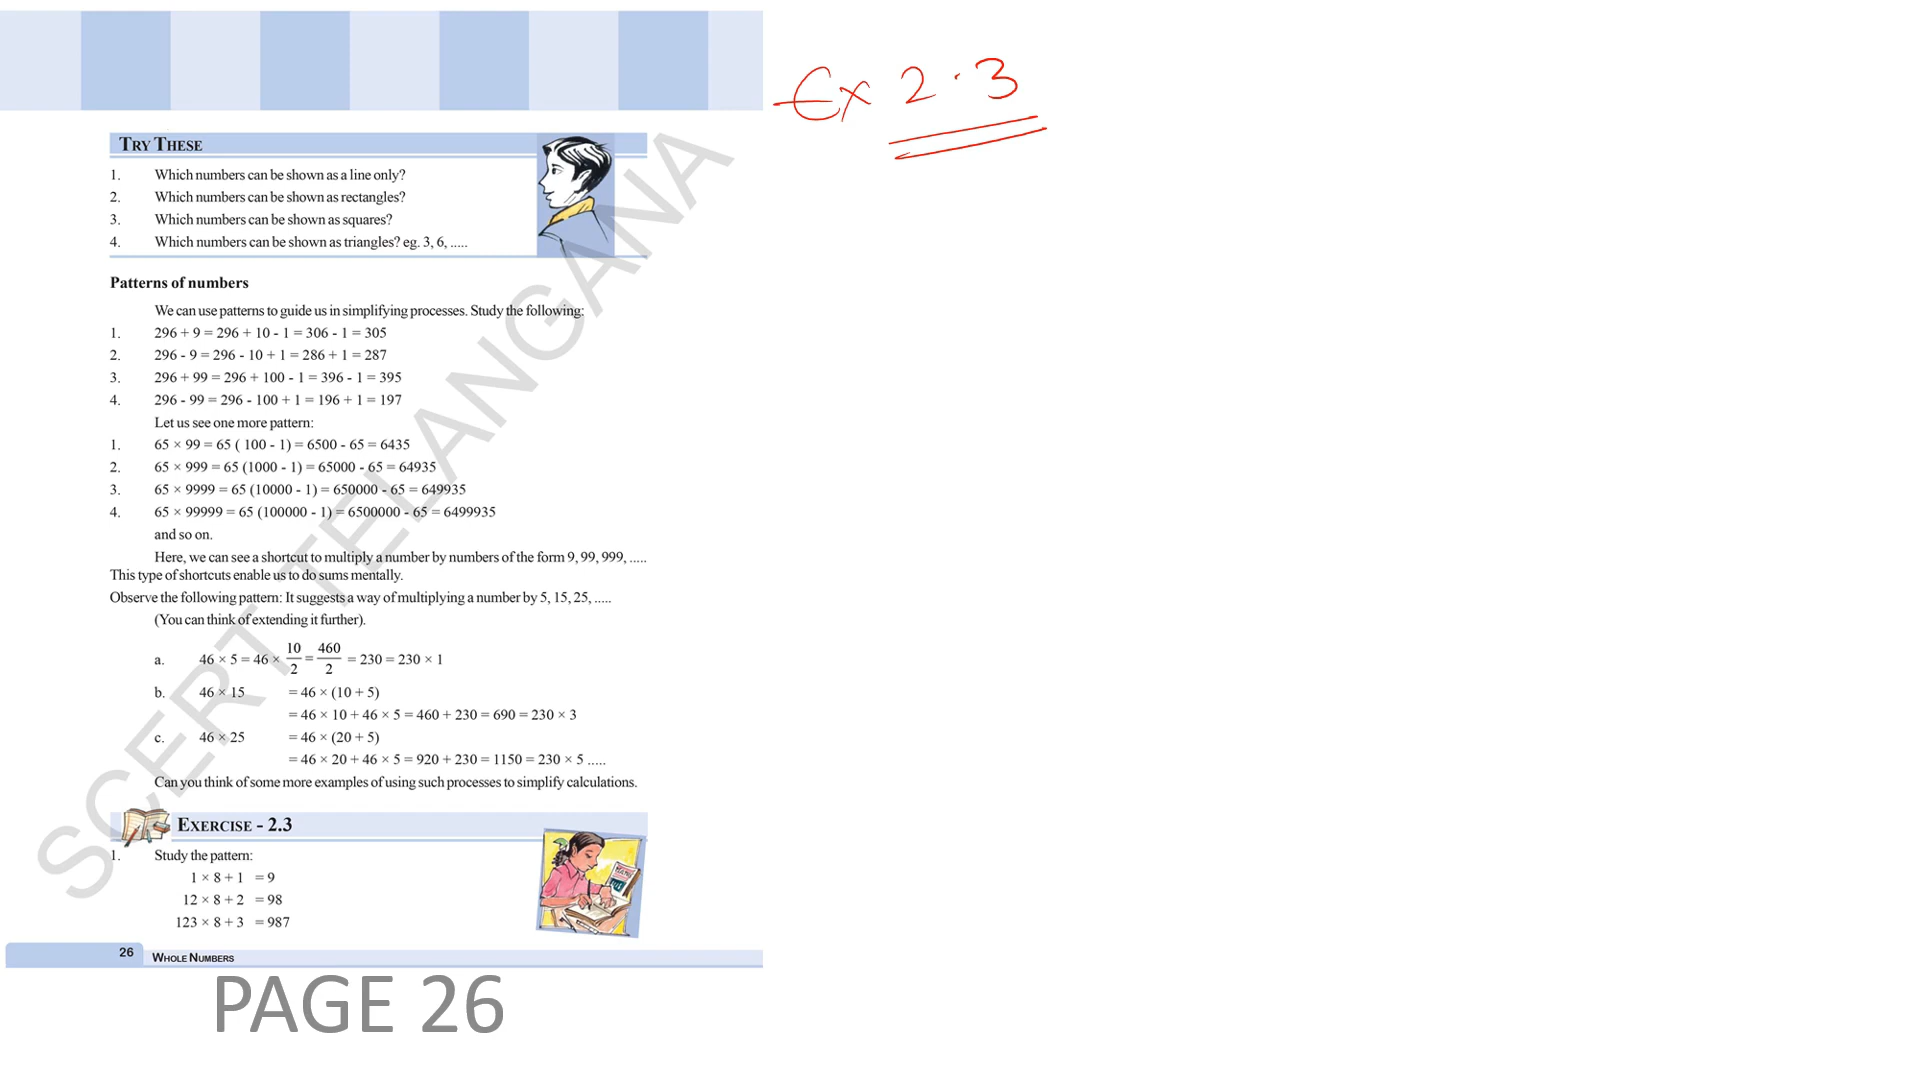 Ex 2.3
TRY THESE
1. Which numbers can be shown as a line only?
2. Which numbers can be shown as rectangles?
3. Which numbers can be shown as squares?
4. Which numbers can be shown as triangles? eg. 3, 6, .....
Patterns of numbers
We can use patterns to guide us in simplifying processes. Study the following:
1. 296 + 9 = 296 + 10 - 1 = 306 - 1 = 305
2. 296 - 9 = 296 - 10 + 1 = 286 + 1 = 287
3. 296 + 99 = 296 + 100 - 1 = 396 - 1 = 395
4. 296 - 99 = 296 - 100 + 1 = 196 + 1 = 197
Let us see one more pattern:
1. 65 × 99 = 65 ( 100 - 1) = 6500 - 65 = 6435
2. 65 × 999 = 65 (1000 - 1) = 65000 - 65 = 64935
3. 65 × 9999 = 65 (10000 - 1) = 650000 - 65 = 649935
4. 65 × 99999 = 65 (100000 - 1) = 6500000 - 65 = 6499935
and so on.
Here, we can see a shortcut to multiply a number by numbers of the form 9, 99, 999, .....
This type of shortcuts enable us to do sums mentally.
Observe the following pattern: It suggests a way of multiplying a number by 5, 15, 25, .....
(You can think of extending it further).
a. 46 × 5 = 46 × 10/2 = 460/2 = 230 = 230 × 1
b. 46 × 15 = 46 × (10 + 5)
= 46 × 10 + 46 × 5 = 460 + 230 = 690 = 230 × 3
c. 46 × 25 = 46 × (20 + 5)
= 46 × 20 + 46 × 5 = 920 + 230 = 1150 = 230 × 5 .....
Can you think of some more examples of using such processes to simplify calculations.
EXERCISE - 2.3
1. Study the pattern:
1 × 8 + 1 = 9
12 × 8 + 2 = 98
123 × 8 + 3 = 987
26 WHOLE NUMBERS
PAGE 26
SCERT TELANGANA